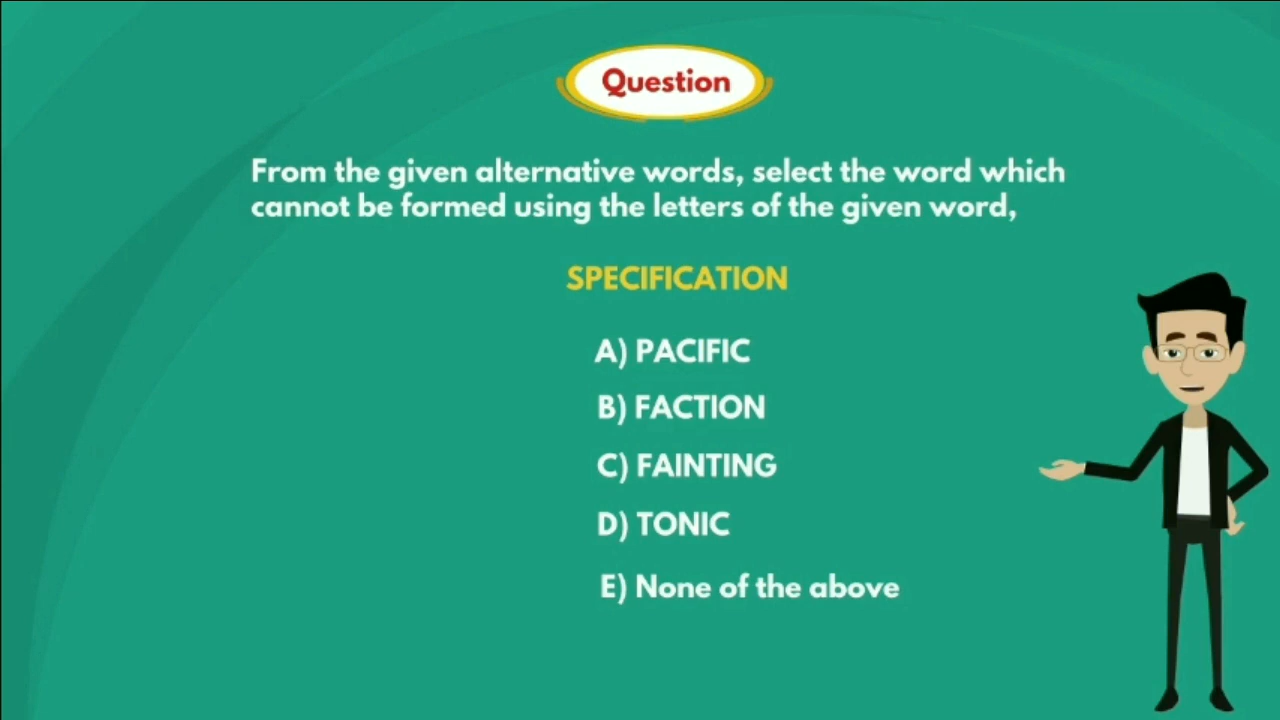 Question
From the given alternative words, select the word which
cannot be formed using the letters of the given word,
SPECIFICATION
A) PACIFIC
B) FACTION
C) FAINTING
D) TONIC
E) None of the above